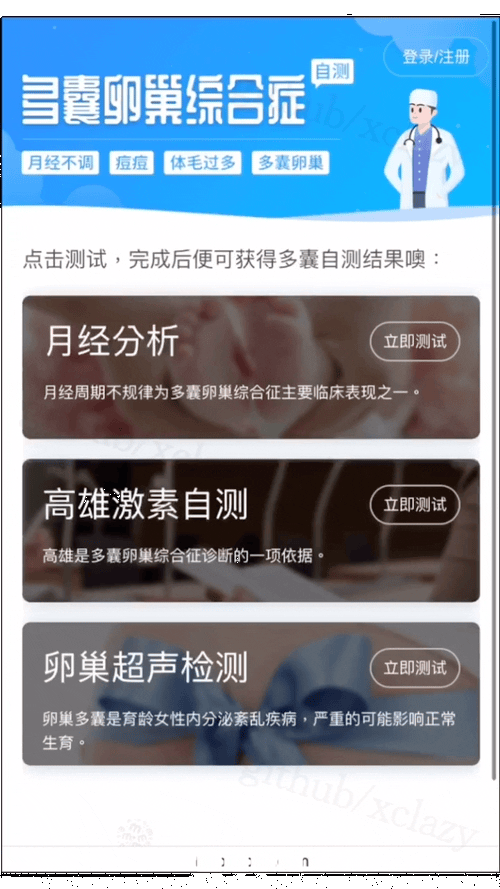 登录/注册
自测
多囊卵巢综合症
月经不调 痘痘 体毛过多 多囊卵巢
点击测试，完成后便可获得多囊自测结果噢：
月经分析
立即测试
月经周期不规律为多囊卵巢综合征主要临床表现之一。
高雄激素自测
立即测试
高雄是多囊卵巢综合征诊断的一项依据。
卵巢超声检测
立即测试
卵巢多囊是育龄女性内分泌紊乱疾病，严重的可能影响正常
生育。
github/xclazy